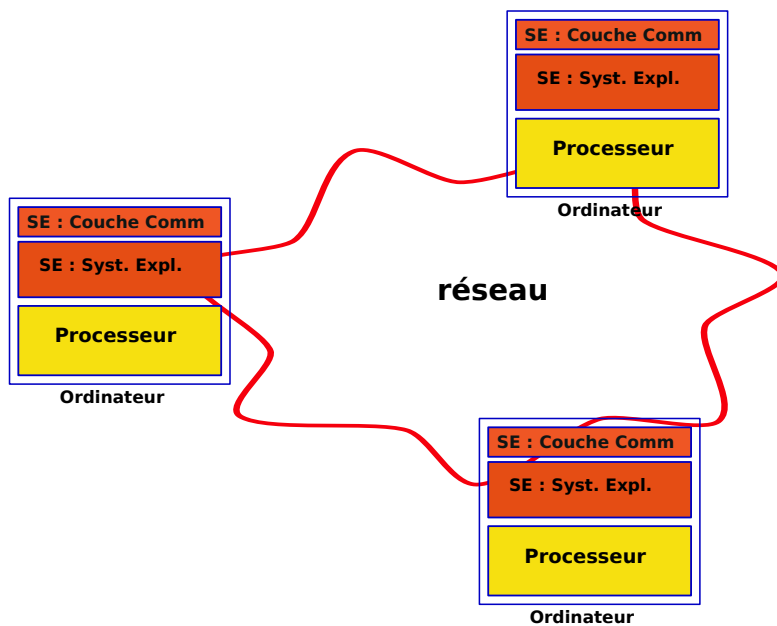 SE : Couche Comm
SE : Syst. Expl.
Processeur
Ordinateur
SE : Couche Comm
SE : Syst. Expl.
Processeur
Ordinateur
réseau
SE : Couche Comm
SE : Syst. Expl.
Processeur
Ordinateur